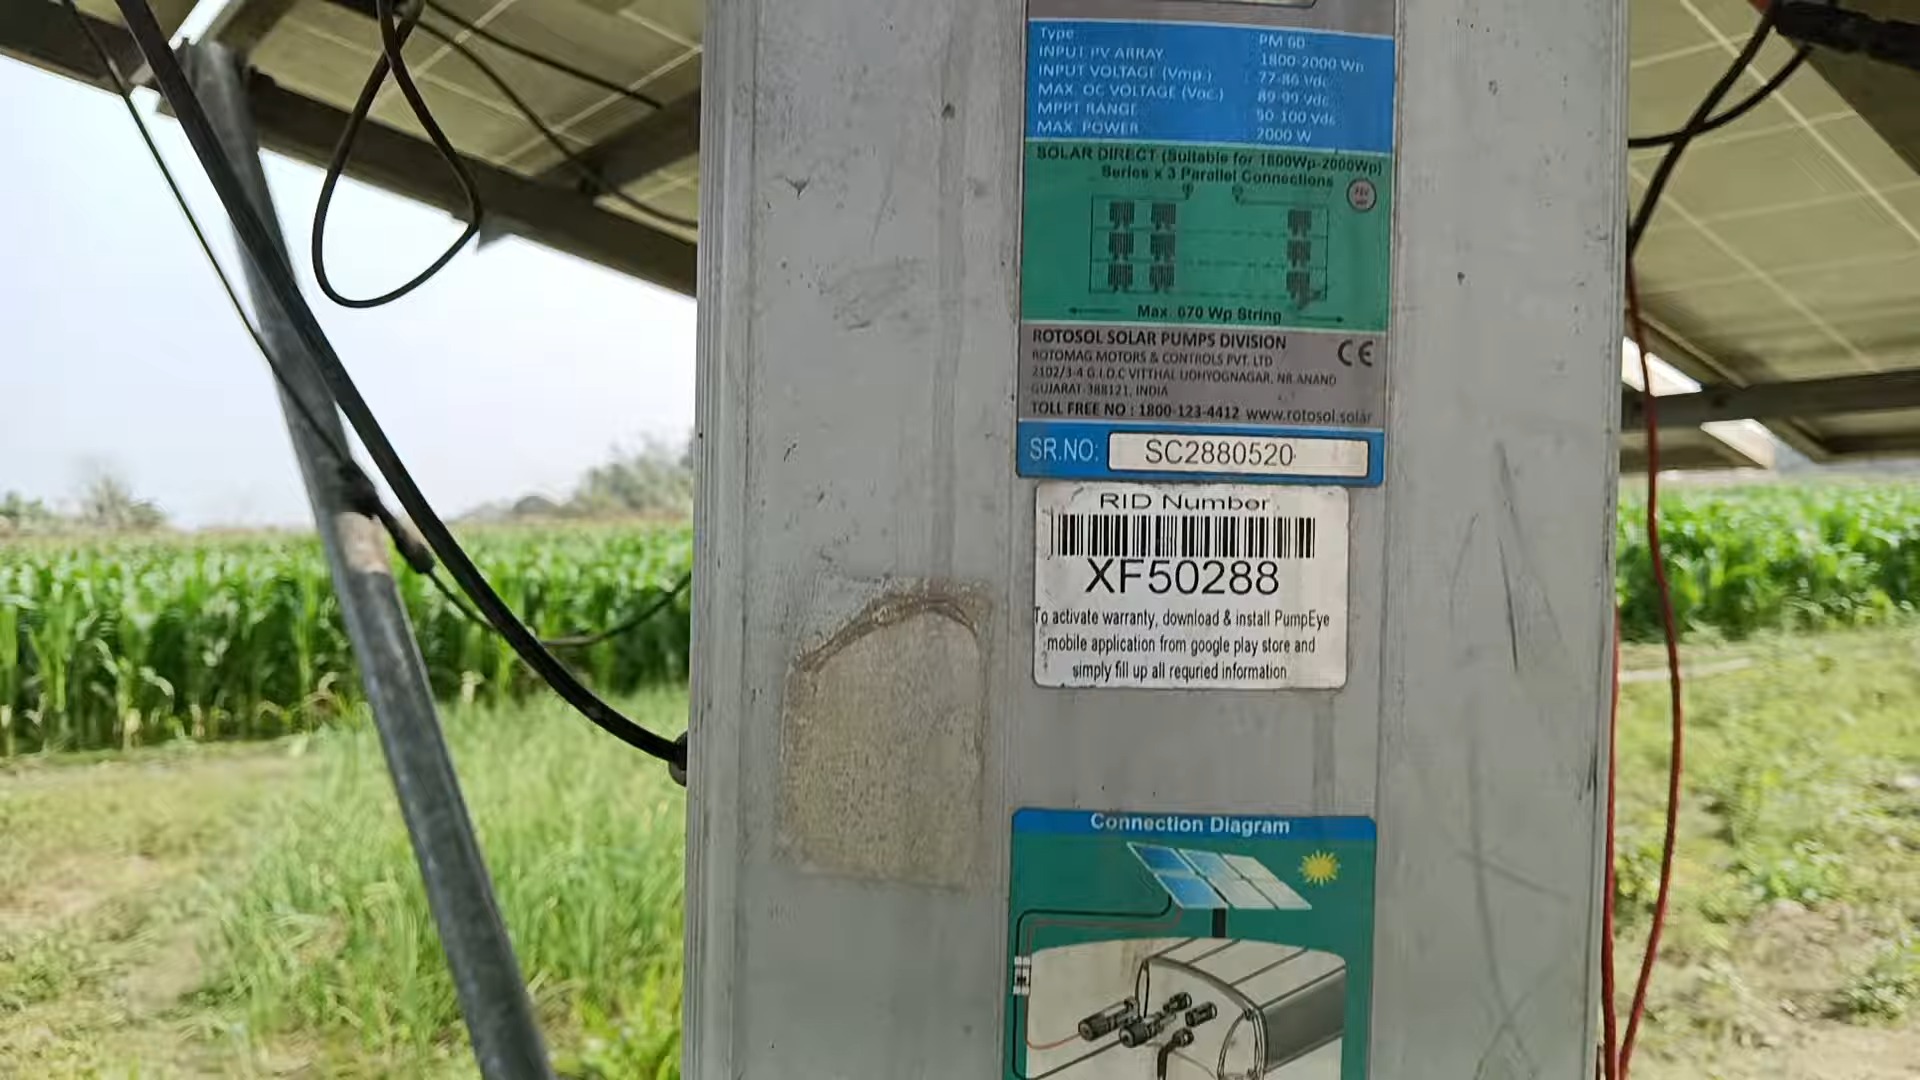 Type PM 60
INPUT PV ARRAY 1800-2000 Wp
INPUT VOLTAGE (Vmp.) 77-86 Vdc
MAX. OC VOLTAGE (Voc.) 89-99 Vdc
MPPT RANGE 50-100 Vdc
MAX. POWER 2000 W
SOLAR DIRECT (Suitable for 1800Wp-2000Wp)
Series x 3 Parallel Connections
Max. 670 Wp String
ROTOSOL SOLAR PUMPS DIVISION
ROTOMAG MOTORS & CONTROLS PVT. LTD
CE
2102/3-4 G.I.D.C VITTHAL UDHYOGNAGAR, NR ANAND
GUJARAT-388121, INDIA
TOLL FREE NO : 1800-123-4412 www.rotosol.solar
SR.NO: SC2880520
RID Number
XF50288
To activate warranty, download & install PumpEye
mobile application from google play store and
simply fill up all requried information
Connection Diagram